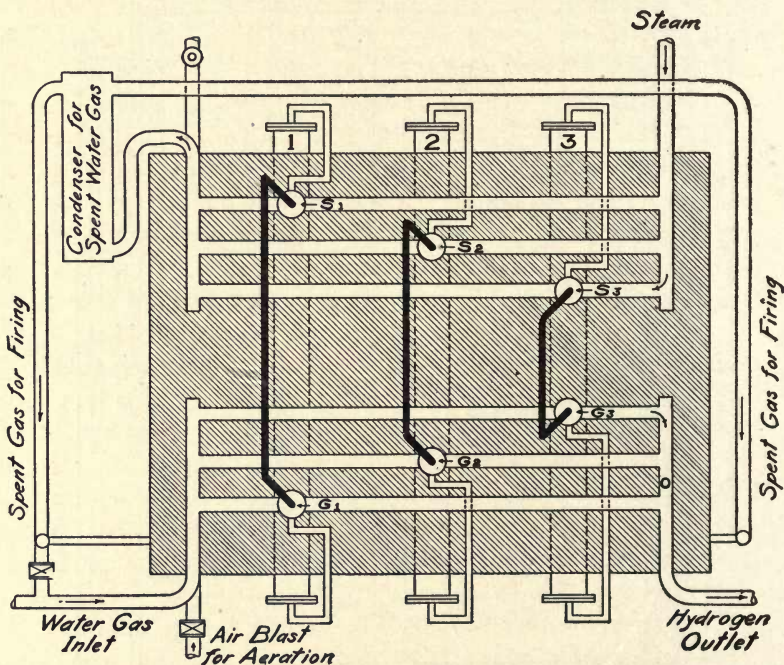 Steam
Condenser for
Spent Water Gas
1
2
3
S1
S2
S3
Spent Gas for Firing
Spent Gas for Firing
G3
G2
G1
Water Gas
Inlet
Air Blast
for Aeration
Hydrogen
Outlet